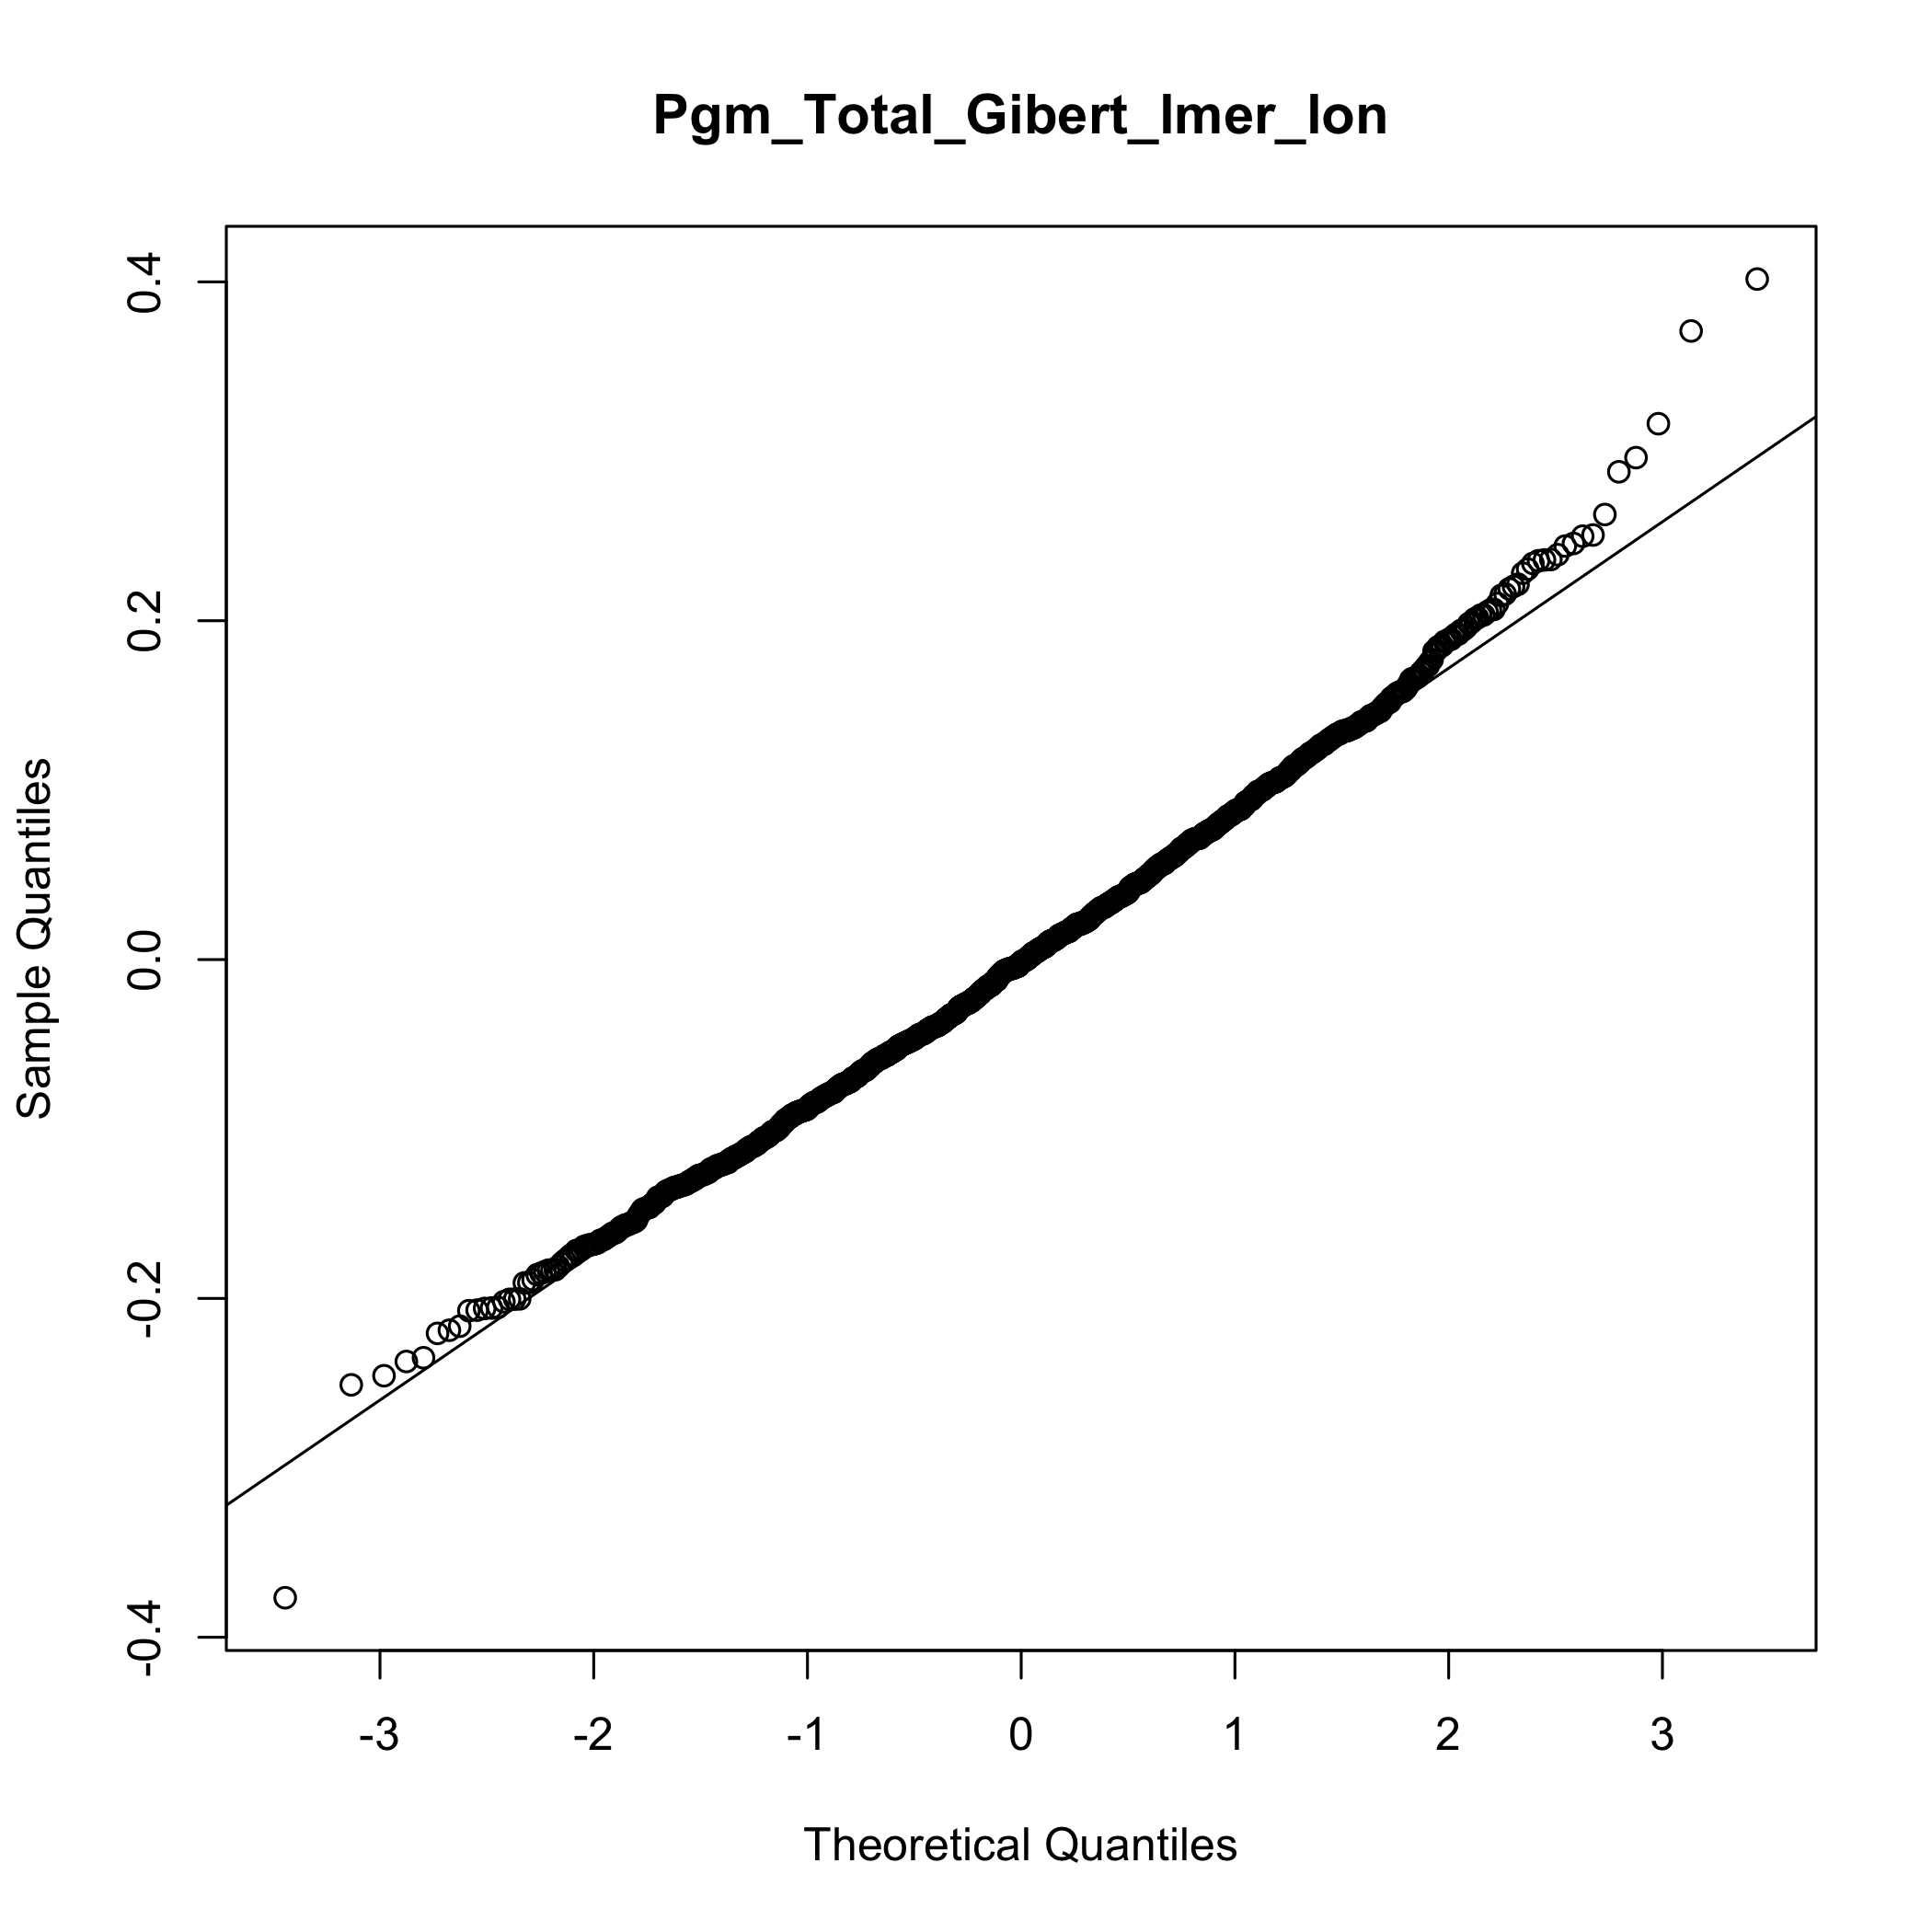 Pgm_Total_Gibert_lmer_lon
Sample Quantiles
0.4
0.2
0.0
-0.2
-0.4
-3 -2 -1 0 1 2 3
Theoretical Quantiles